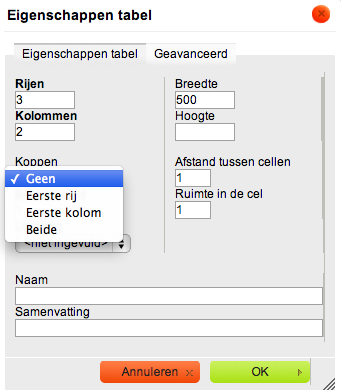 Eigenschappen tabel
Eigenschappen tabel Geavanceerd
Rijen
3
Kolommen
2
Koppen
✓ Geen
Eerste rij
Eerste kolom
Beide
<niet ingevuld>
Breedte
500
Hoogte
Afstand tussen cellen
1
Ruimte in de cel
1
Naam
Samenvatting
Annuleren OK